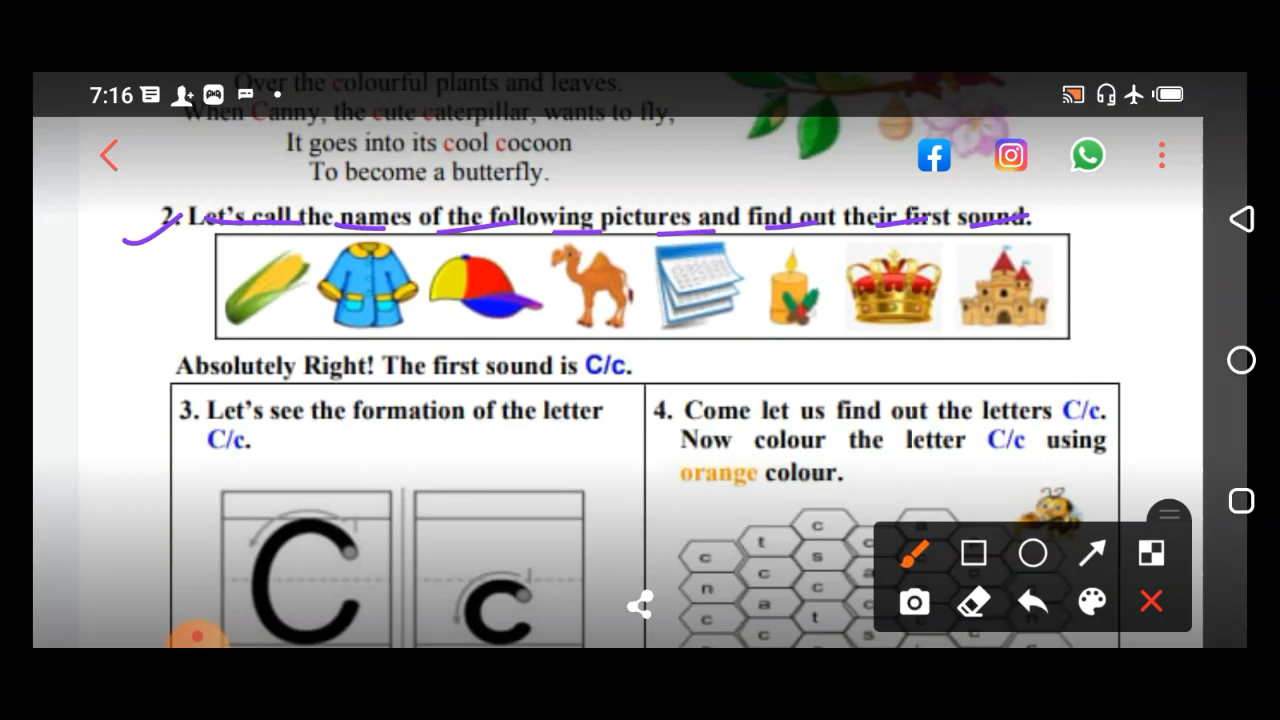 Over the colourful plants and leaves.
7:16
When Canny, the cute caterpillar, wants to fly,
It goes into its cool cocoon
To become a butterfly.
2. Let's call the names of the following pictures and find out their first sound.
Absolutely Right! The first sound is C/c.
3. Let's see the formation of the letter
C/c.
C c
4. Come let us find out the letters C/c.
Now colour the letter C/c using
orange colour.
c
t
c
s
n
c
c
a
c
t
c
s